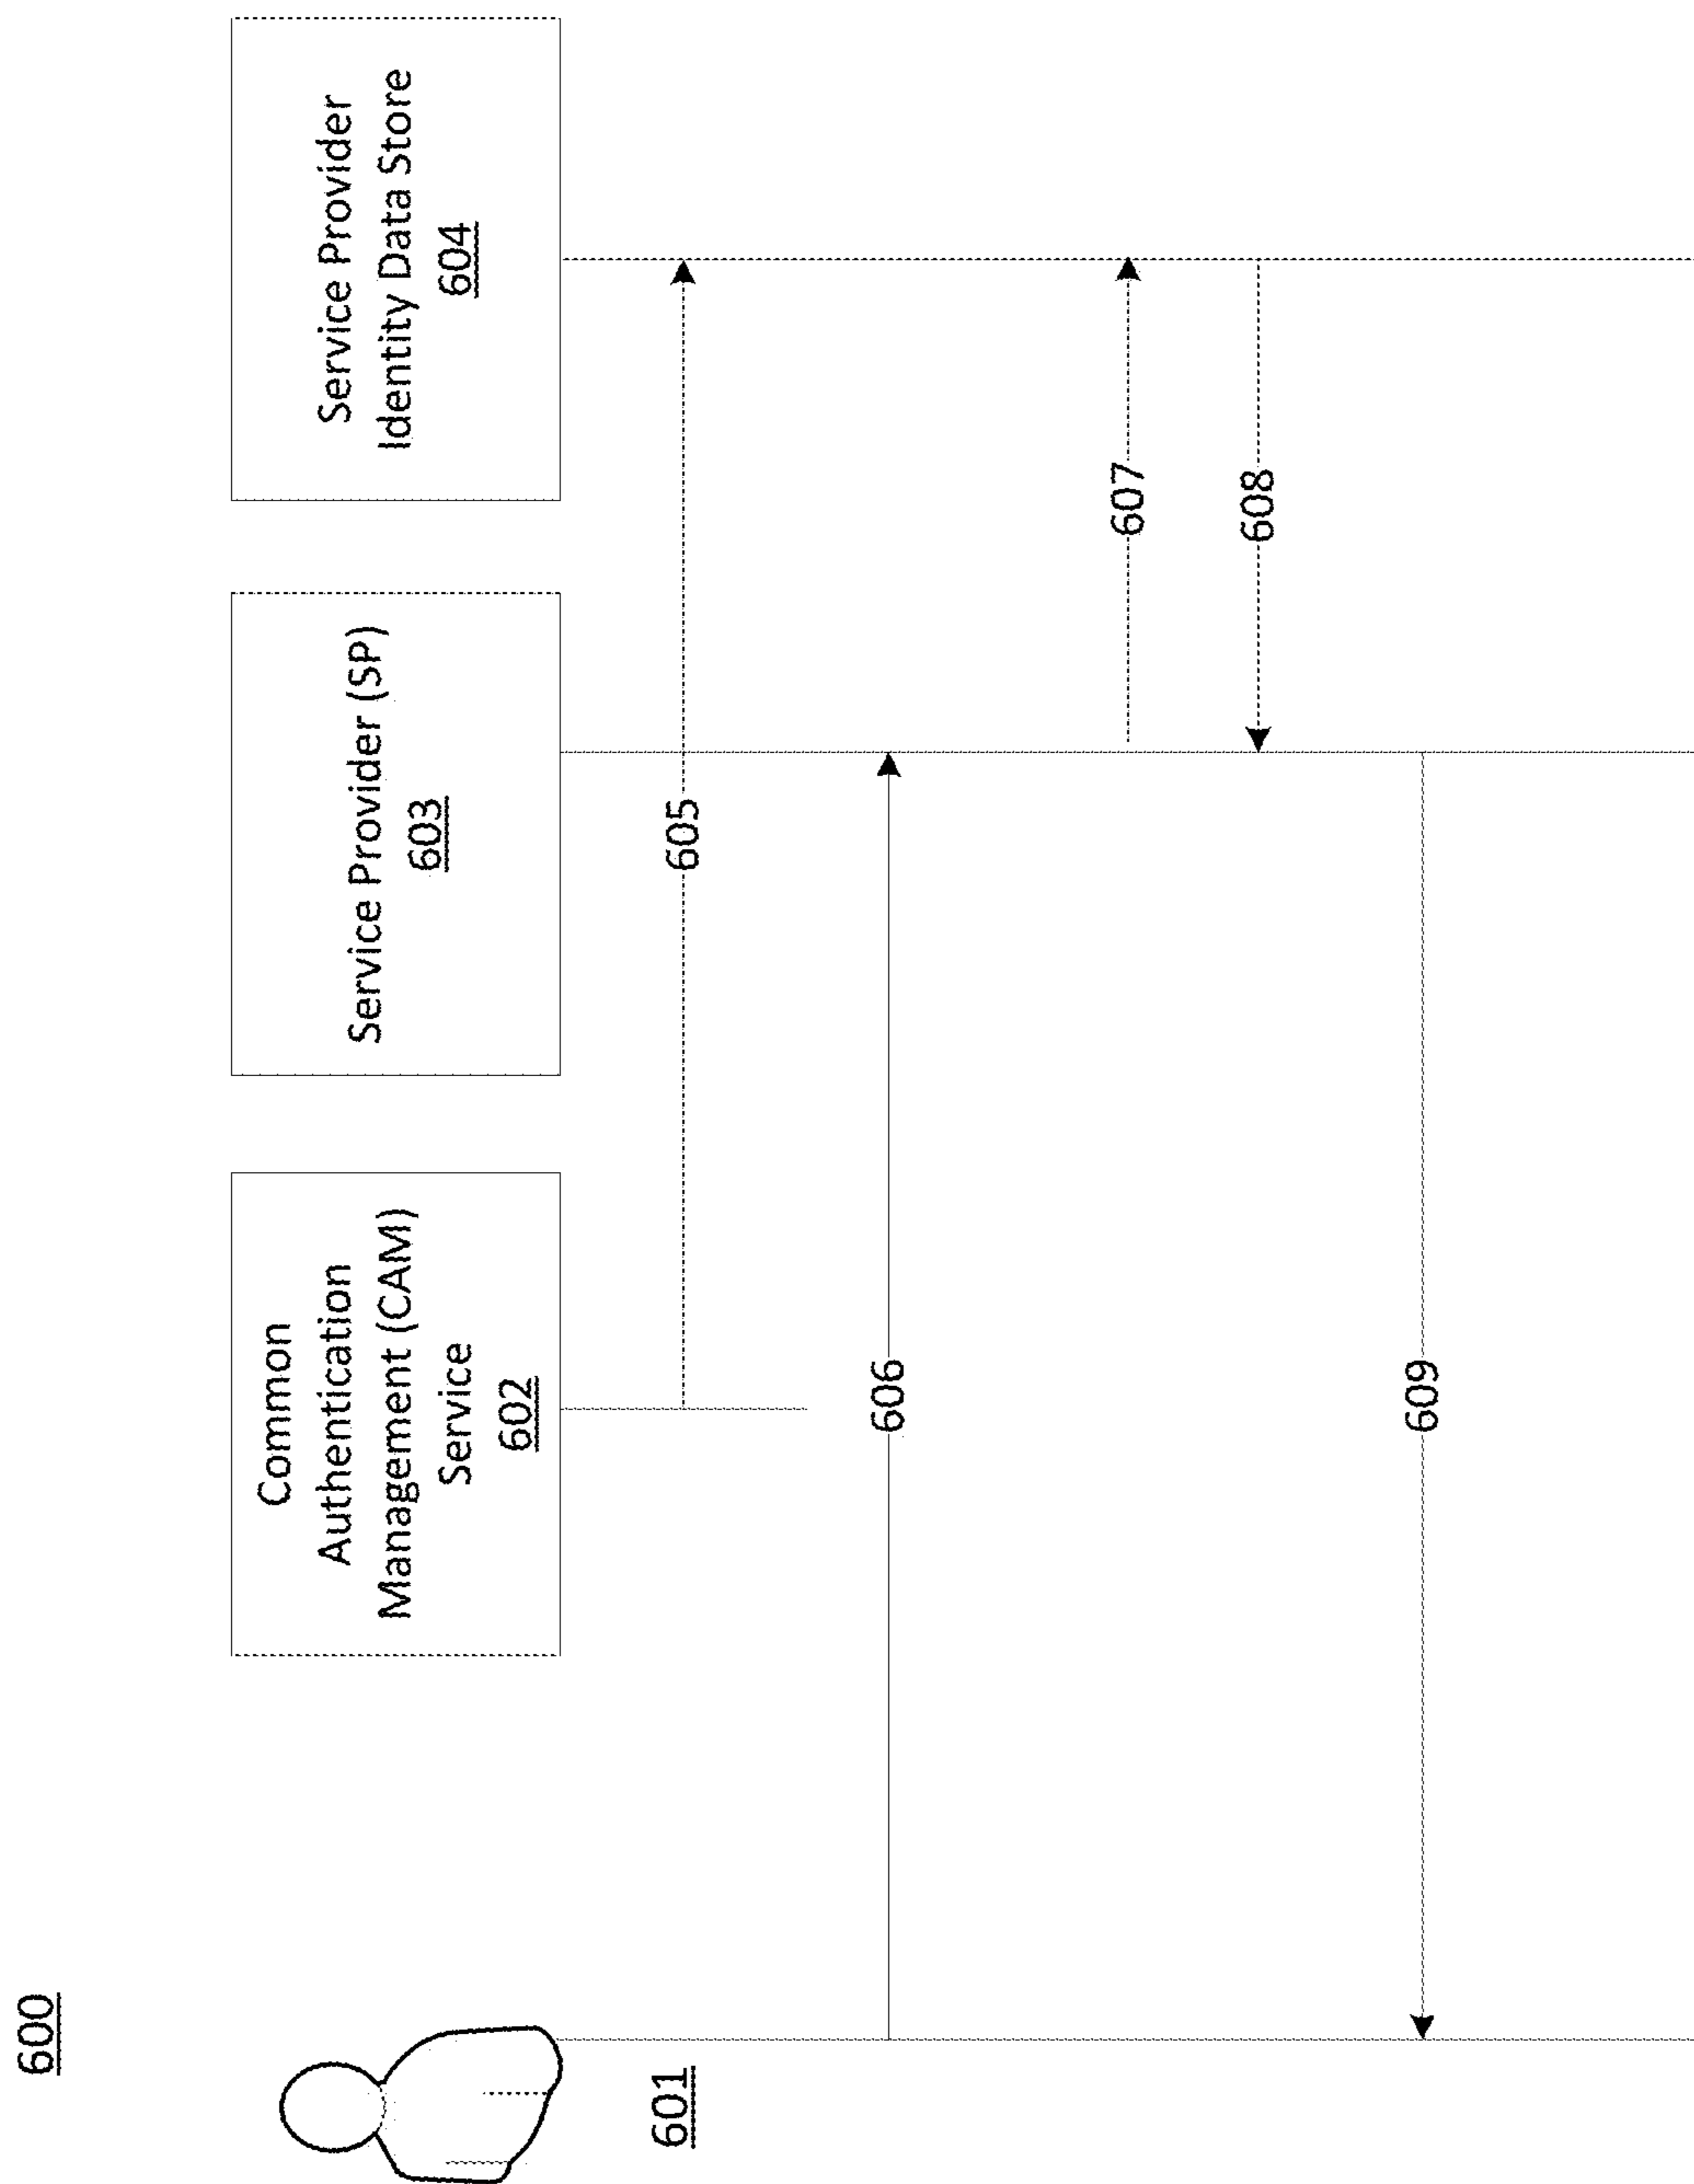 600
601
Common
Authentication
Management (CAM)
Service
602
Service Provider (SP)
603
Service Provider
Identity Data Store
604
605
606
607
608
609